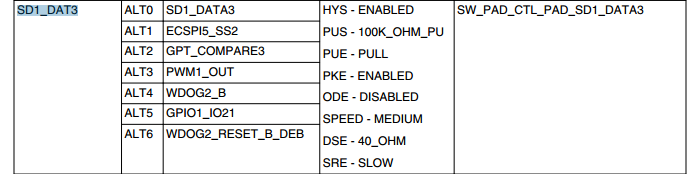 SD1_DAT3 ALT0 SD1_DATA3 HYS - ENABLED SW_PAD_CTL_PAD_SD1_DATA3
ALT1 ECSPI5_SS2 PUS - 100K_OHM_PU
ALT2 GPT_COMPARE3 PUE - PULL
ALT3 PWM1_OUT PKE - ENABLED
ALT4 WDOG2_B ODE - DISABLED
ALT5 GPIO1_IO21 SPEED - MEDIUM
ALT6 WDOG2_RESET_B_DEB DSE - 40_OHM
SRE - SLOW